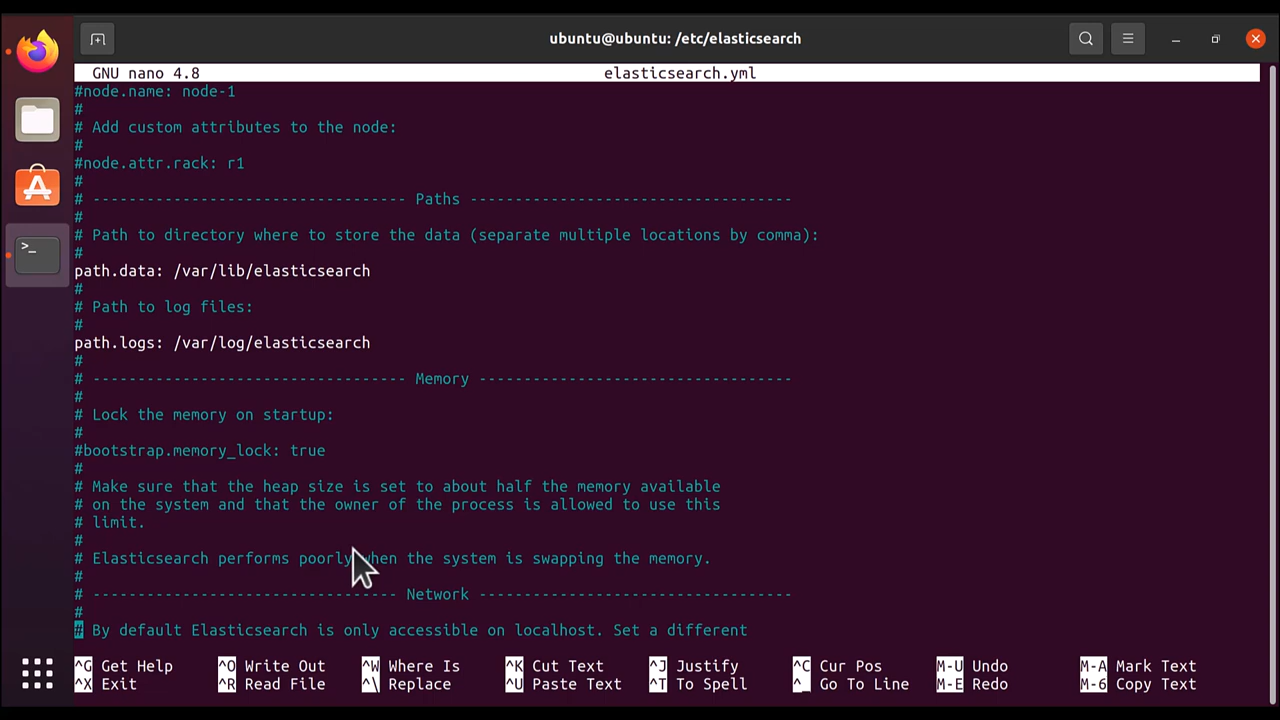 ubuntu@ubuntu: /etc/elasticsearch
GNU nano 4.8 elasticsearch.yml
#node.name: node-1
#
# Add custom attributes to the node:
#
#node.attr.rack: r1
#
# ----------------------------------- Paths ------------------------------------
#
# Path to directory where to store the data (separate multiple locations by comma):
#
path.data: /var/lib/elasticsearch
#
# Path to log files:
#
path.logs: /var/log/elasticsearch
#
# ----------------------------------- Memory -----------------------------------
#
# Lock the memory on startup:
#
#bootstrap.memory_lock: true
#
# Make sure that the heap size is set to about half the memory available
# on the system and that the owner of the process is allowed to use this
# limit.
#
# Elasticsearch performs poorly when the system is swapping the memory.
#
# ---------------------------------- Network -----------------------------------
#
# By default Elasticsearch is only accessible on localhost. Set a different
^G Get Help ^O Write Out ^W Where Is ^K Cut Text ^J Justify ^C Cur Pos M-U Undo M-A Mark Text
^X Exit ^R Read File ^\ Replace ^U Paste Text ^T To Spell ^_ Go To Line M-E Redo M-6 Copy Text